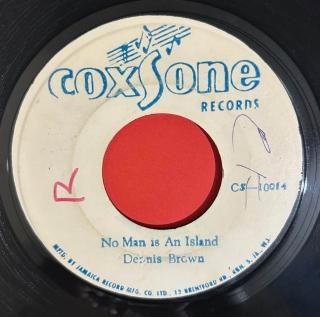 coxsone
RECORDS
R
CS-10014
No Man is An Island
Dennis Brown
MFG. BY JAMAICA RECORD MFG. CO. LTD., 13 BRENTFORD RD., KGN. 5, JA. W.I.